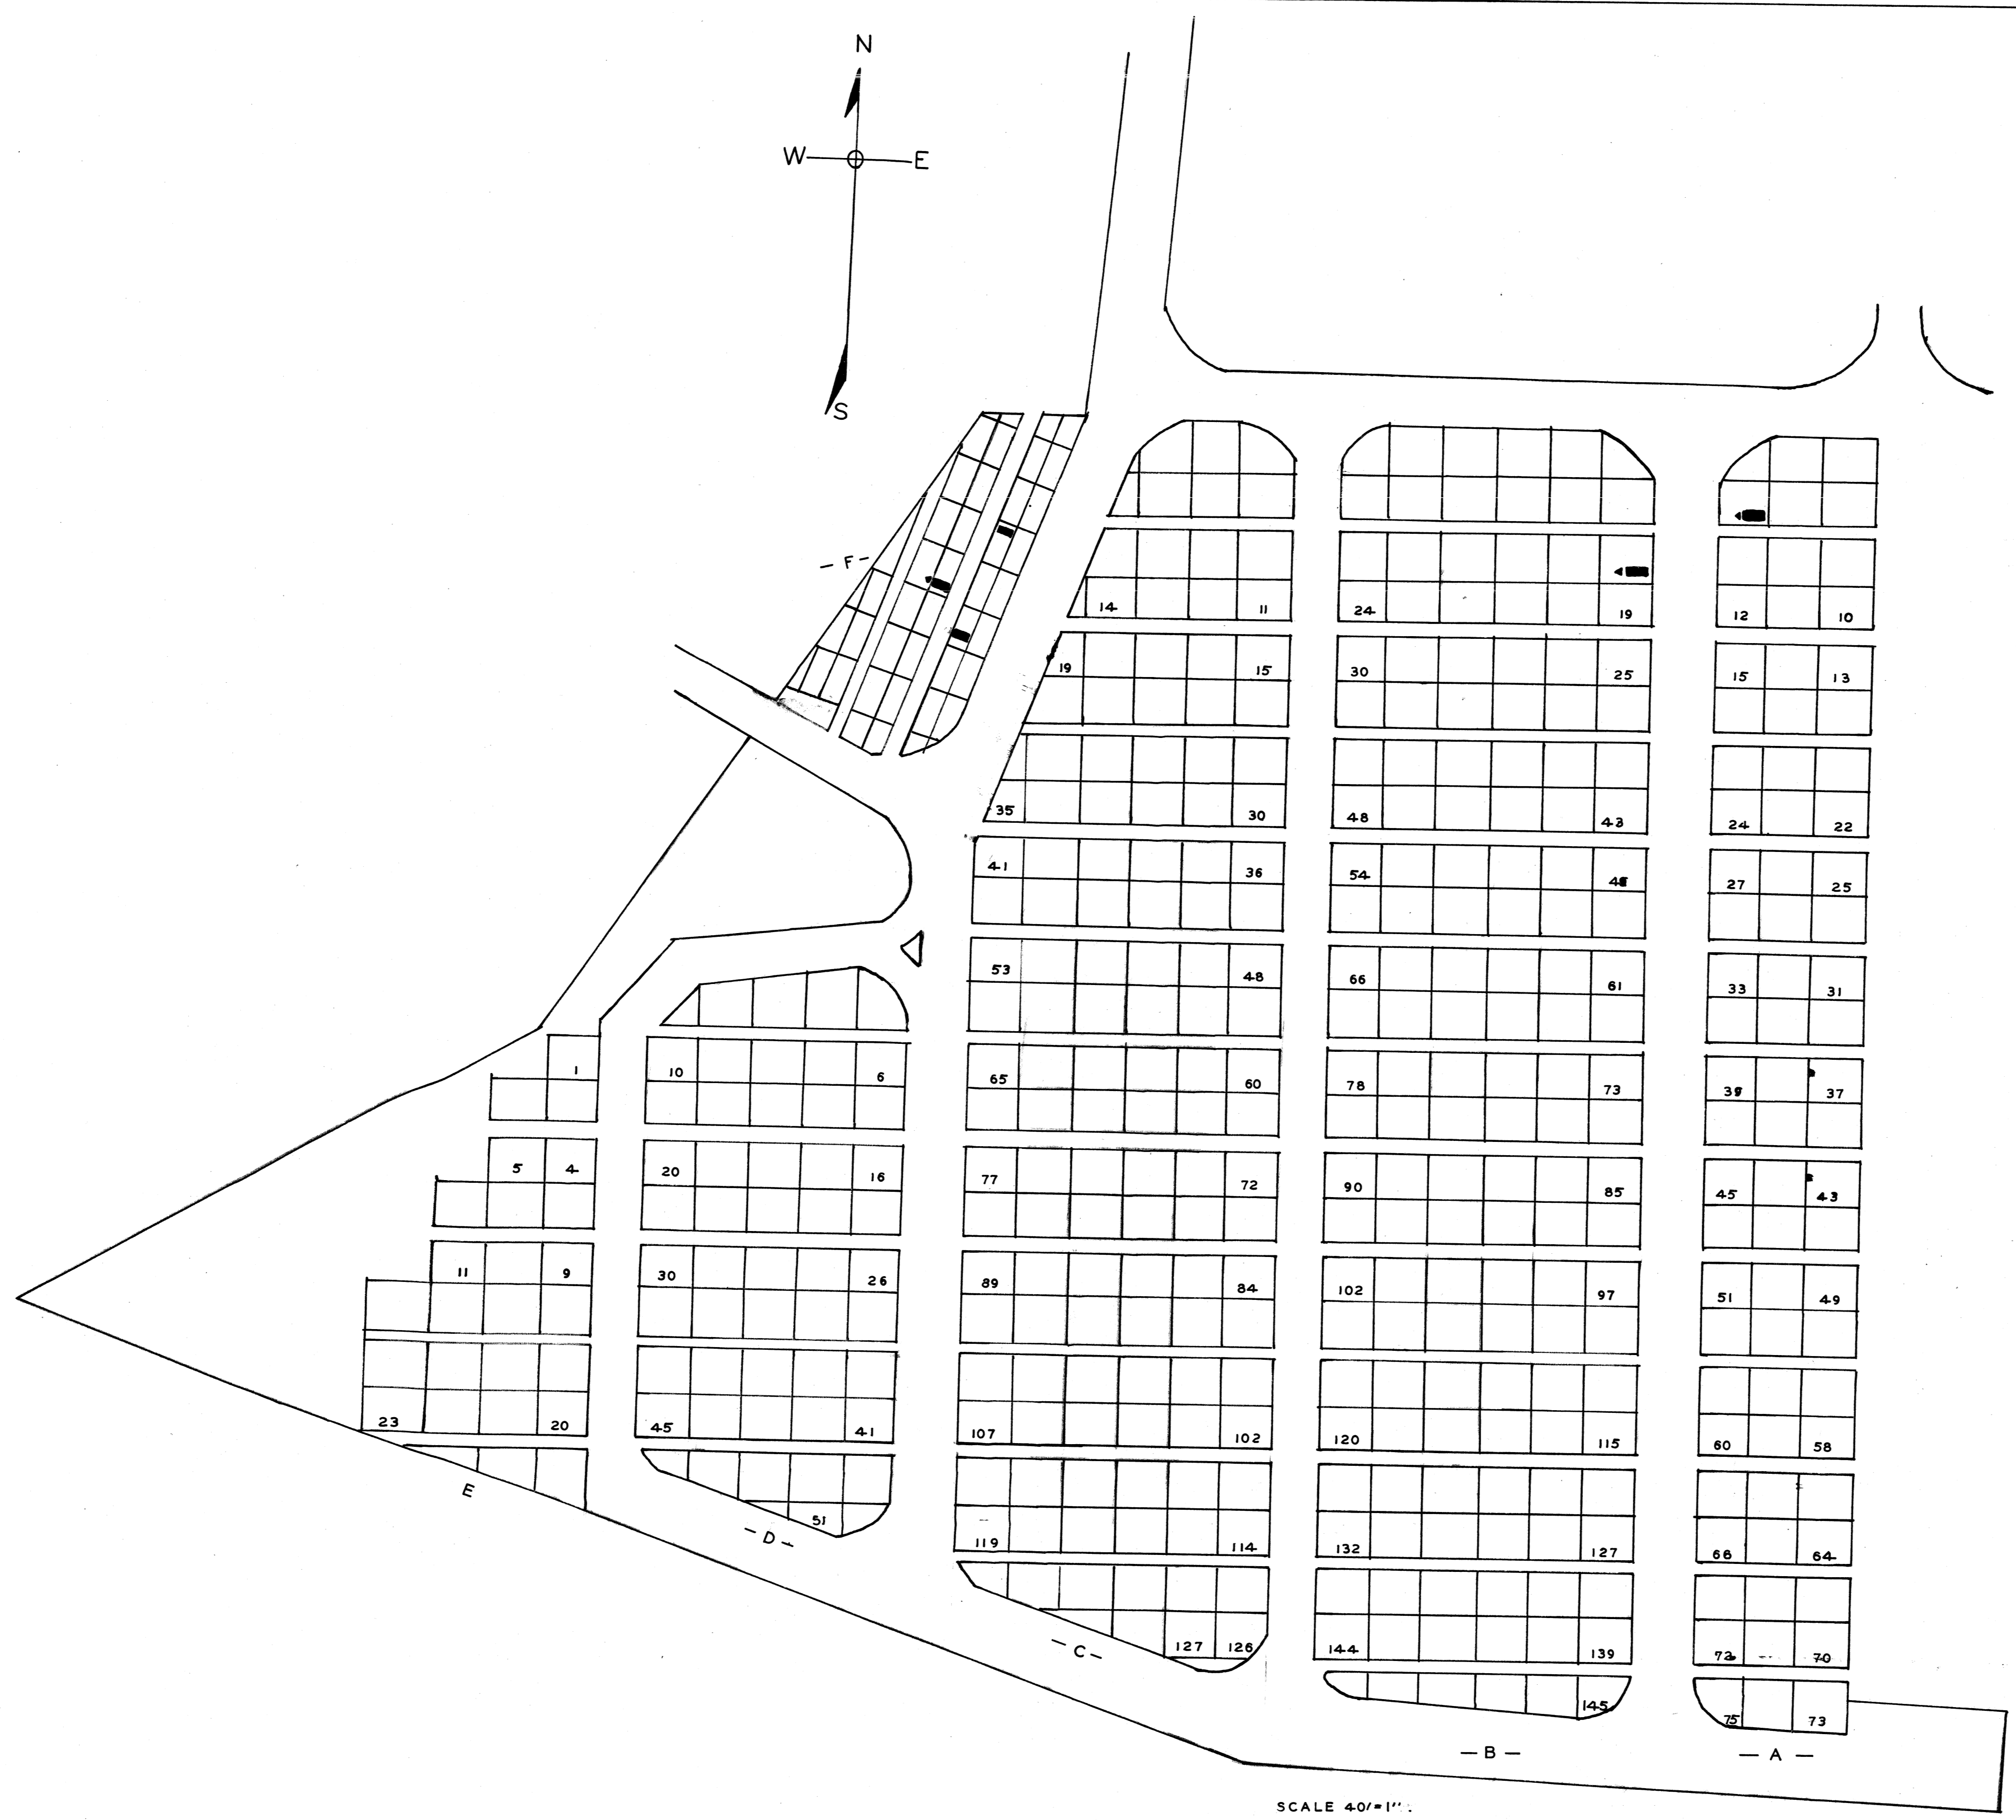 N
W E
S
- F -
14 11 24 19 12 10
19 15 30 25 15 13
35 30 48 43 24 22
41 36 54 27 25
53 48 66 61 33 31
1 10 6 65 60 78 73 39 37
5 4 20 16 77 72 90 85 45 43
11 9 30 26 89 84 102 97 51 49
23 20 45 41 107 102 120 115 60 58
E
51 119 114 132 127 66 64
- D -
127 126 144 139 72 70
- C -
145 75 73
- B - - A -
SCALE 40'=1"